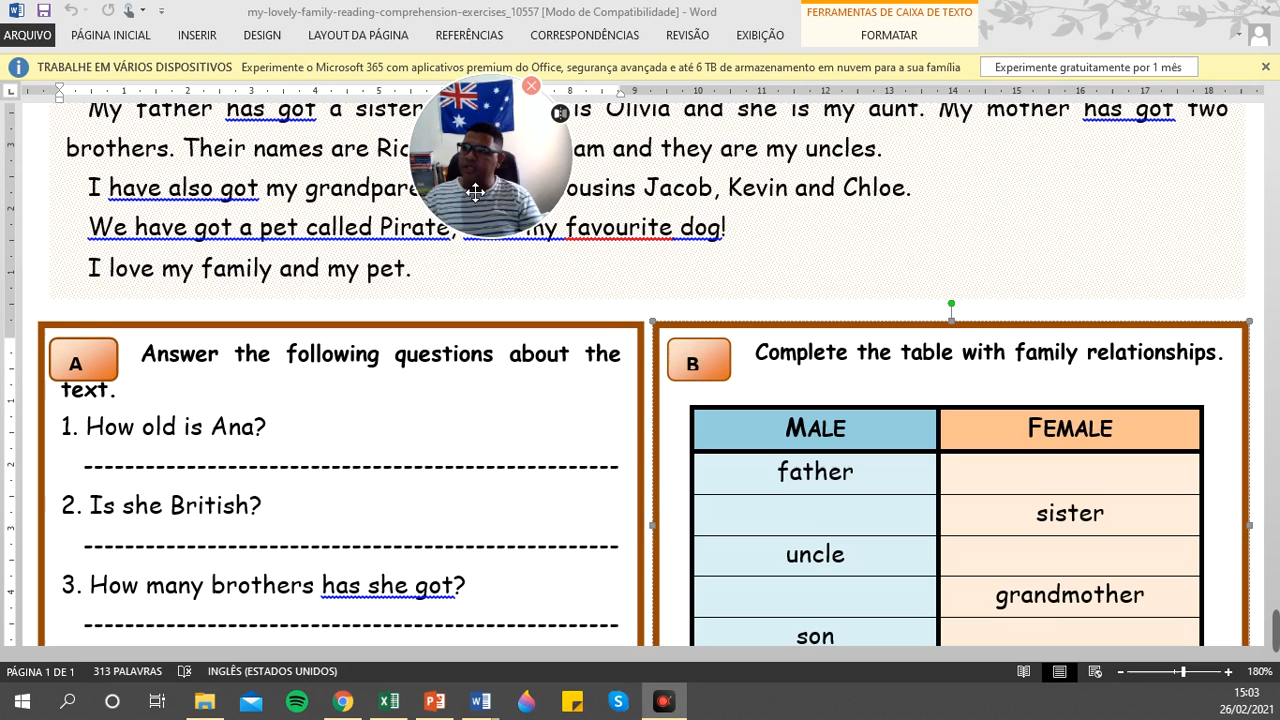 my-lovely-family-reading-comprehension-exercises_10557 [Modo de Compatibilidade] - Word
FERRAMENTAS DE CAIXA DE TEXTO
ARQUIVO PÁGINA INICIAL INSERIR DESIGN LAYOUT DA PÁGINA REFERÊNCIAS CORRESPONDÊNCIAS REVISÃO EXIBIÇÃO FORMATAR
TRABALHE EM VÁRIOS DISPOSITIVOS Experimente o Microsoft 365 com aplicativos premium do Office, segurança avançada e até 6 TB de armazenamento em nuvem para a sua família Experimente gratuitamente por 1 mês
My father has got a sister is Olivia and she is my aunt. My mother has got two
brothers. Their names are Ric am and they are my uncles.
I have also got my grandpare ousins Jacob, Kevin and Chloe.
We have got a pet called Pirate, my favourite dog!
I love my family and my pet.
A Answer the following questions about the
text.
1. How old is Ana?
2. Is she British?
3. How many brothers has she got?
B Complete the table with family relationships.
MALE FEMALE
father
sister
uncle
grandmother
son
PÁGINA 1 DE 1 313 PALAVRAS INGLÊS (ESTADOS UNIDOS) 180%
15:03
26/02/2021